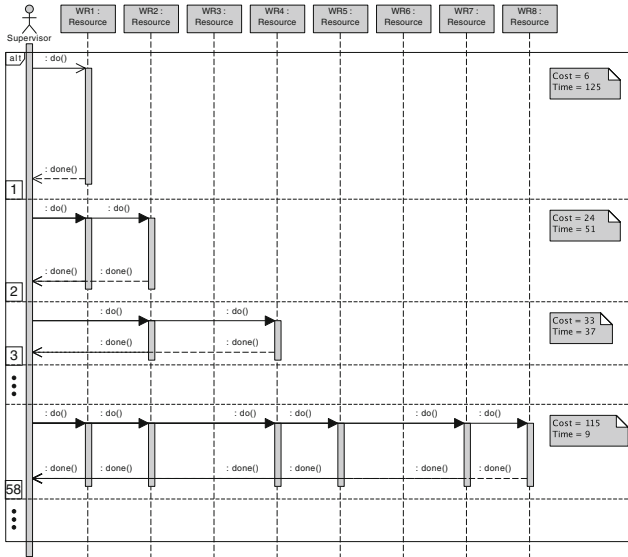 WR1 : Resource
WR2 : Resource
WR3 : Resource
WR4 : Resource
WR5 : Resource
WR6 : Resource
WR7 : Resource
WR8 : Resource
Supervisor
alt
: do()
Cost = 6
Time = 125
: done()
1
: do() : do()
Cost = 24
Time = 51
: done() : done()
2
: do() : do()
Cost = 33
Time = 37
: done() : done()
3
: do() : do() : do() : do() : do() : do()
Cost = 115
Time = 9
: done() : done() : done() : done() : done() : done()
58